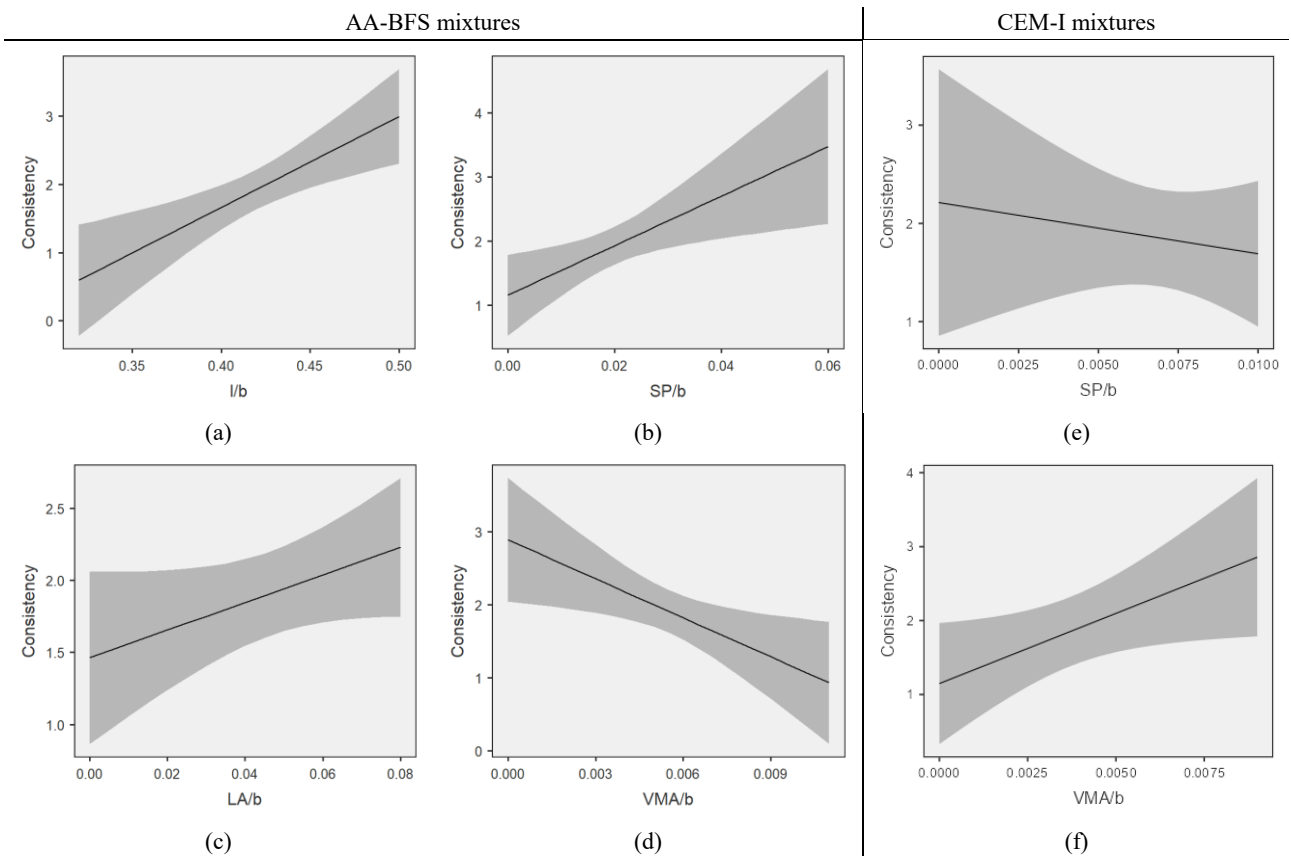 AA-BFS mixtures
CEM-I mixtures
Consistency
3
2
1
0
0.35
0.40
0.45
0.50
l/b
(a)
Consistency
4
3
2
1
0.00
0.02
0.04
0.06
SP/b
(b)
Consistency
3
2
1
0.0000
0.0025
0.0050
0.0075
0.0100
SP/b
(e)
Consistency
2.5
2.0
1.5
1.0
0.00
0.02
0.04
0.06
0.08
LA/b
(c)
Consistency
3
2
1
0
0.000
0.003
0.006
0.009
VMA/b
(d)
Consistency
4
3
2
1
0.0000
0.0025
0.0050
0.0075
VMA/b
(f)